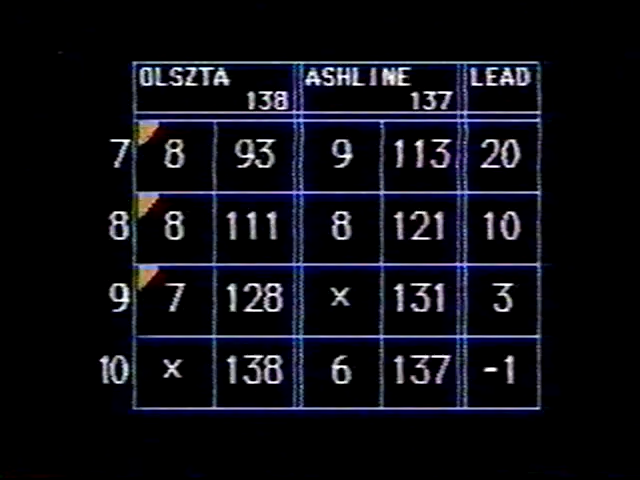 OLSZTA ASHLINE LEAD
138 137
7 8 93 9 113 20
8 8 111 8 121 10
9 7 128 × 131 3
10 × 138 6 137 -1